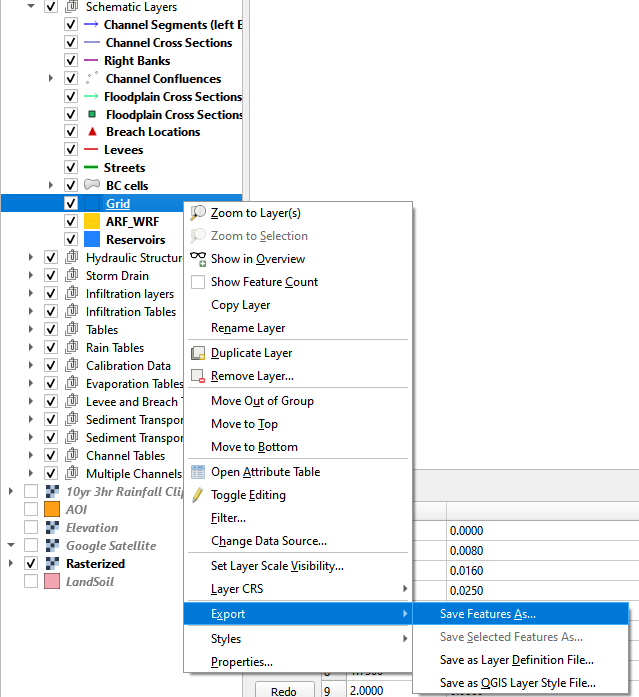 Schematic Layers
Channel Segments (left B
Channel Cross Sections
Right Banks
Channel Confluences
Floodplain Cross Sections
Floodplain Cross Sections
Breach Locations
Levees
Streets
BC cells
Grid
ARF_WRF
Reservoirs
Hydraulic Structure
Storm Drain
Infiltration layers
Infiltration Tables
Tables
Rain Tables
Calibration Data
Evaporation Tables
Levee and Breach T
Sediment Transpor
Sediment Transpor
Channel Tables
Multiple Channels
10yr 3hr Rainfall Clip
AOI
Elevation
Google Satellite
Rasterized
LandSoil
Zoom to Layer(s)
Zoom to Selection
Show in Overview
Show Feature Count
Copy Layer
Rename Layer
Duplicate Layer
Remove Layer...
Move Out of Group
Move to Top
Move to Bottom
Open Attribute Table
Toggle Editing
Filter...
Change Data Source...
Set Layer Scale Visibility...
Layer CRS
Export
Styles
Properties...
0.0000
0.0080
0.0160
0.0250
Save Features As...
Save Selected Features As...
Save as Layer Definition File...
Save as QGIS Layer Style File...
Redo
9 2.0000